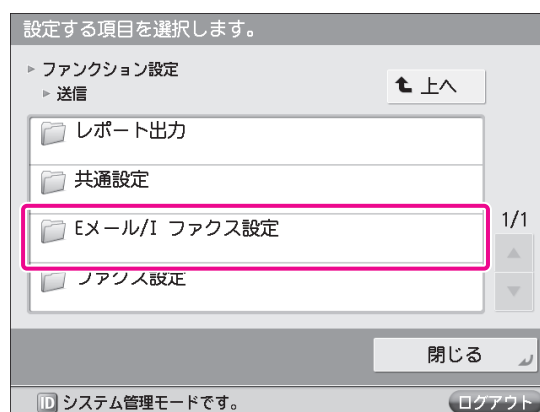 設定する項目を選択します。
ファンクション設定
送信
上へ
レポート出力
共通設定
Eメール/I ファクス設定
1/1
ファクス設定
閉じる
ID システム管理モードです。
ログアウト